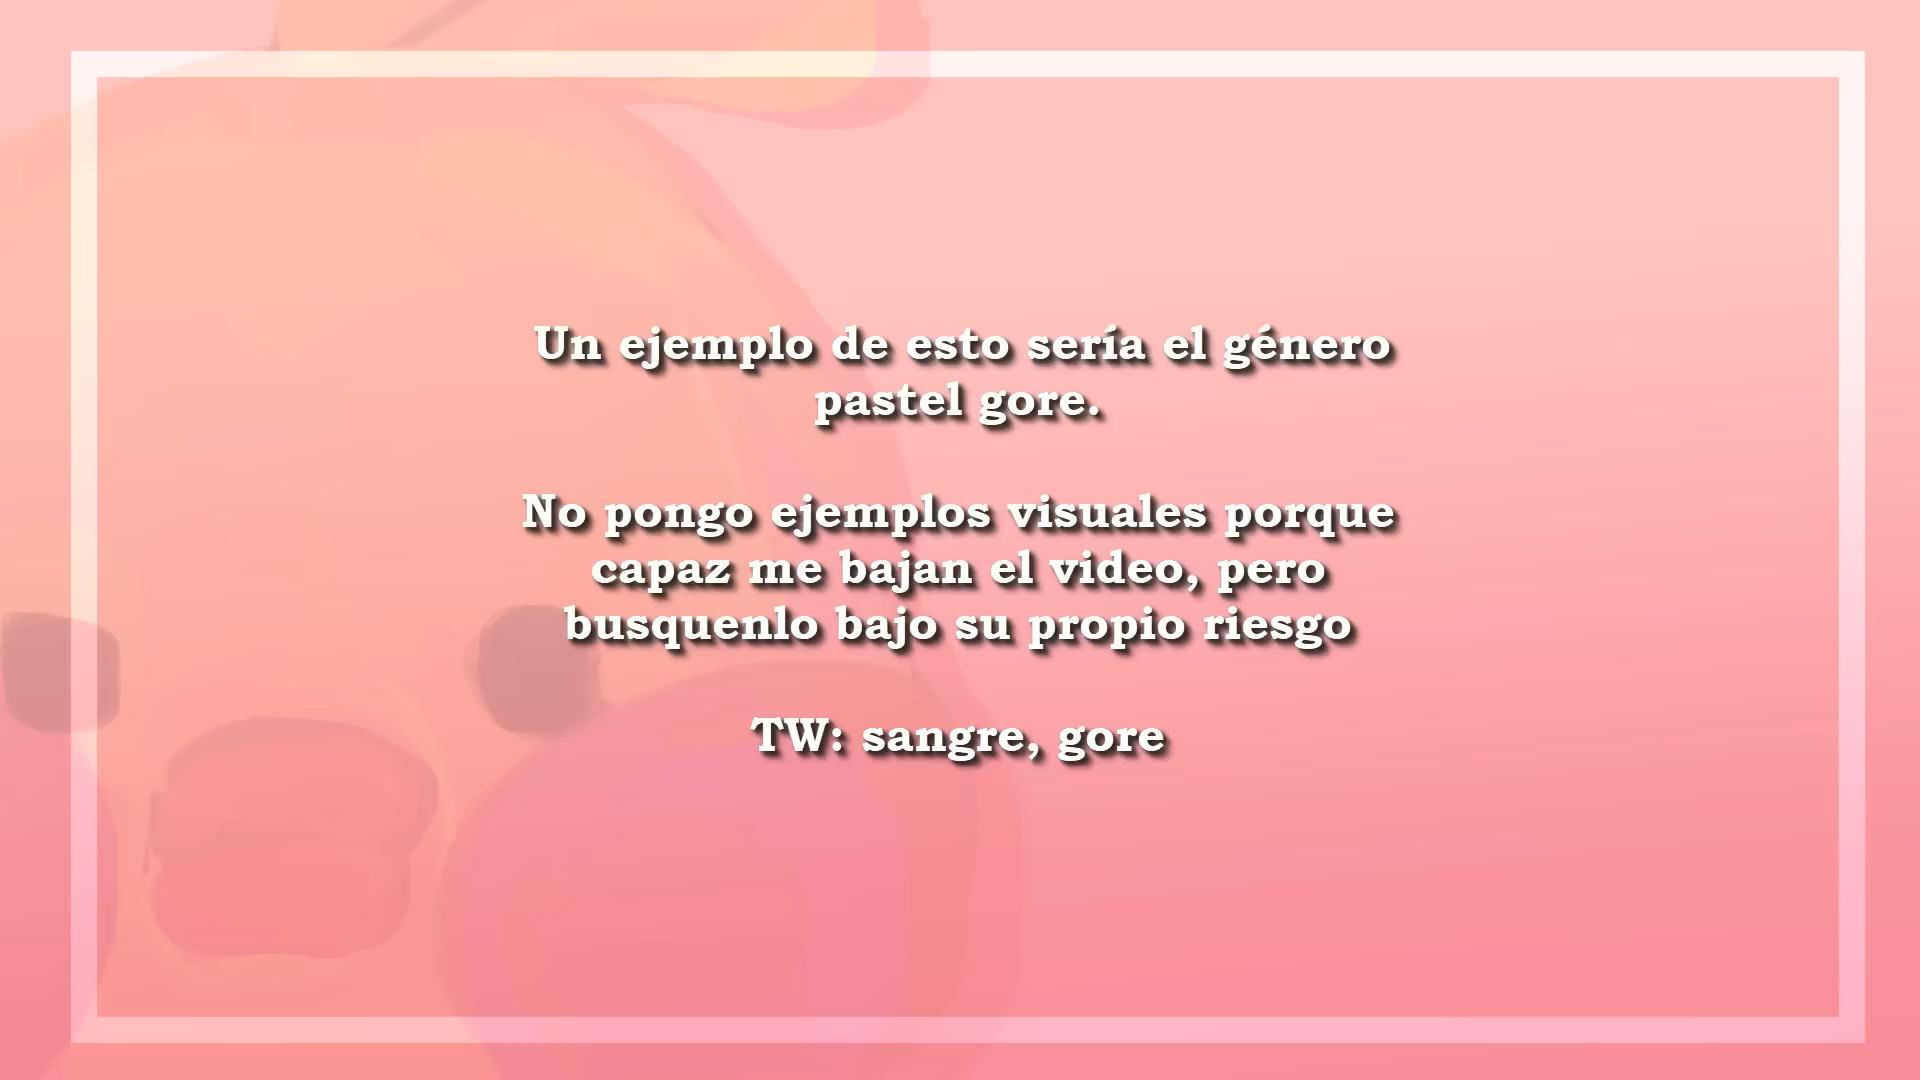 Un ejemplo de esto sería el género
pastel gore.
No pongo ejemplos visuales porque
capaz me bajan el video, pero
busquenlo bajo su propio riesgo
TW: sangre, gore